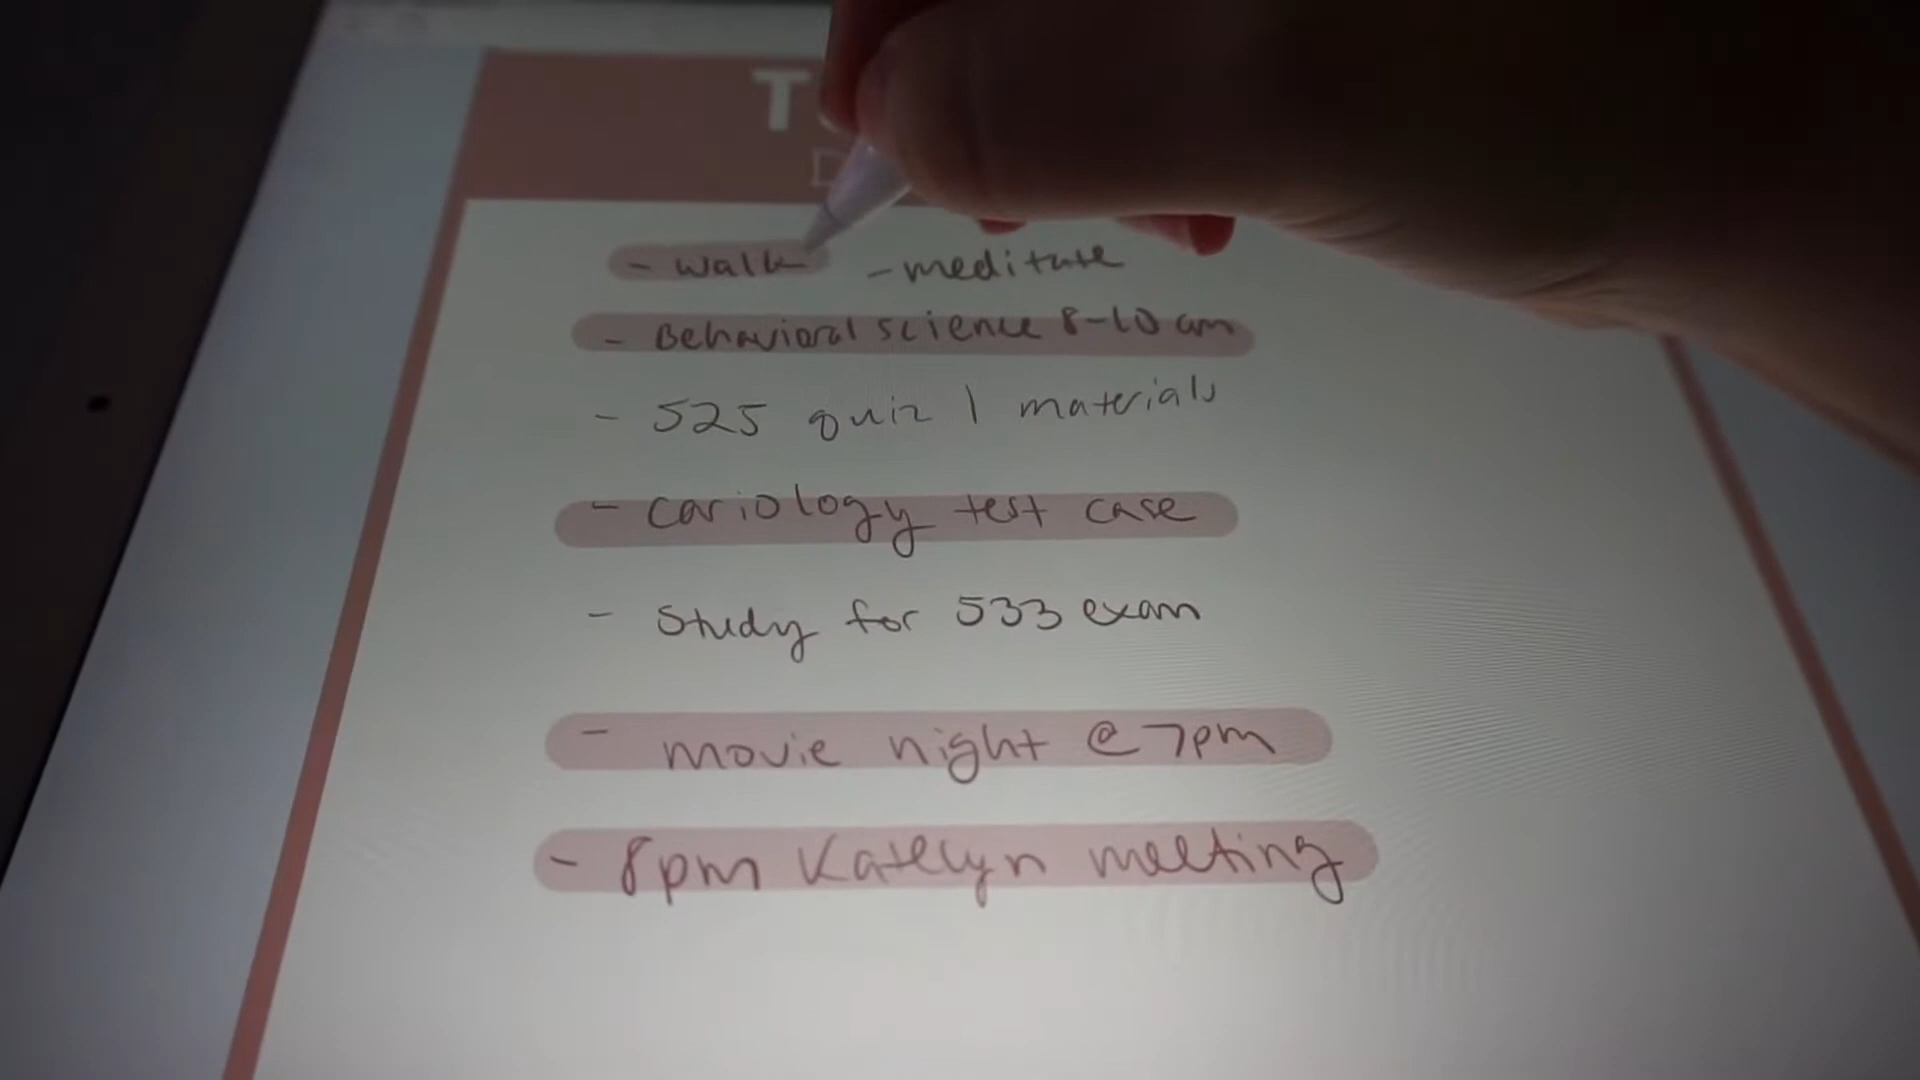 - walk - meditate
- Behavioral science 8-10 am
- 525 quiz 1 materials
- cariology test case
- Study for 533 exam
- movie night @ 7pm
- 8pm Katelyn meeting